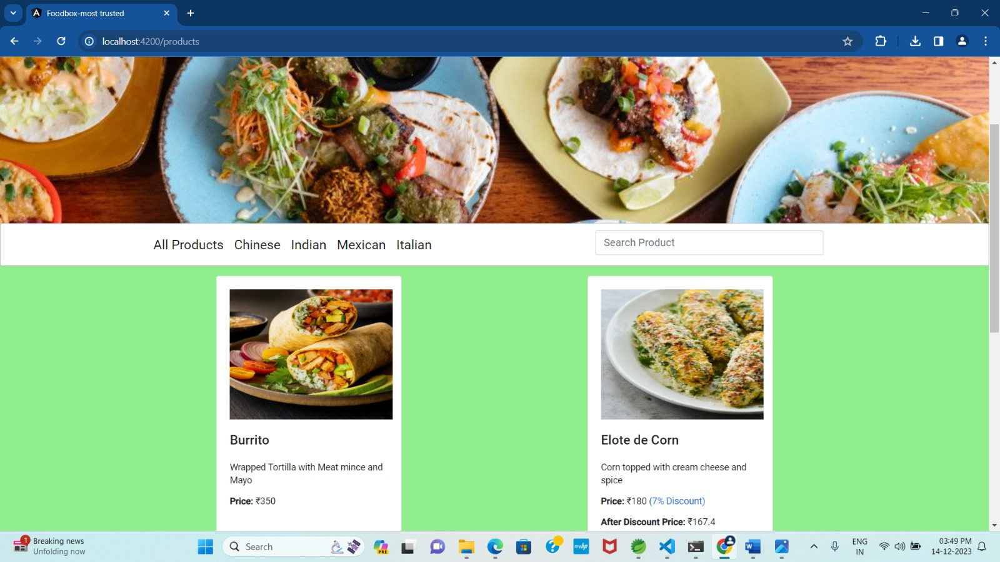 Foodbox-most trusted
localhost:4200/products
All Products Chinese Indian Mexican Italian
Search Product
Burrito
Wrapped Tortilla with Meat mince and
Mayo
Price: ₹350
Elote de Corn
Corn topped with cream cheese and
spice
Price: ₹180 (7% Discount)
After Discount Price: ₹167.4
1
Breaking news
Unfolding now
Search
PRE
myhp
W
ENG
IN
03:49 PM
14-12-2023